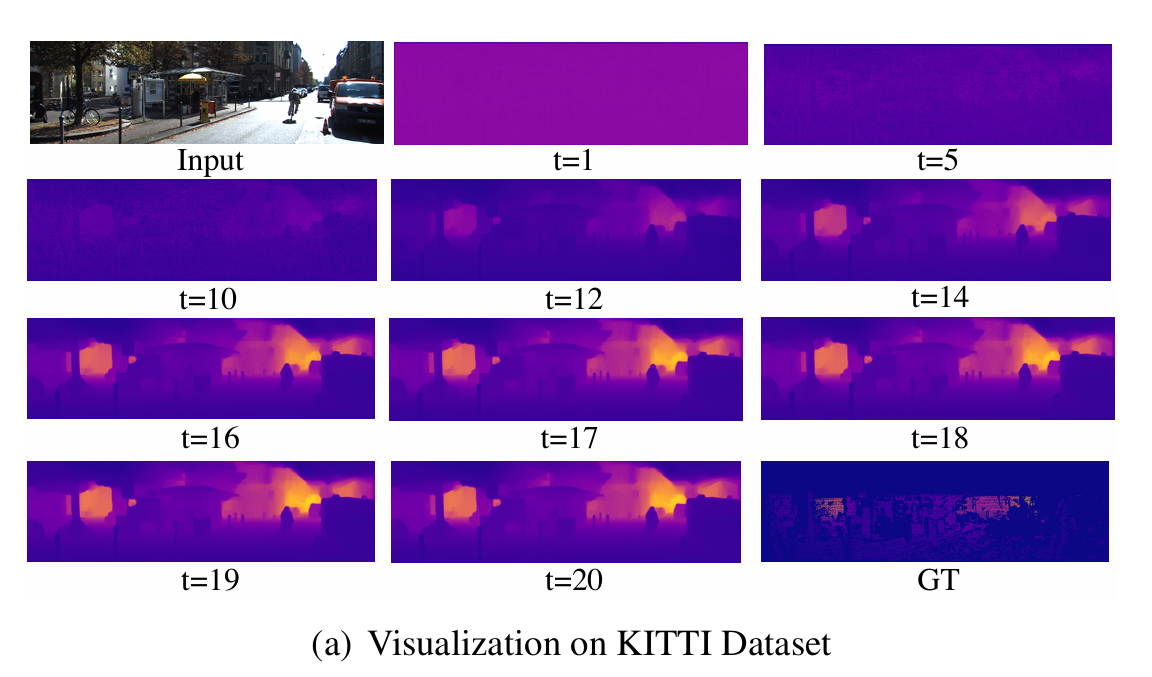 Input
t=1
t=5
t=10
t=12
t=14
t=16
t=17
t=18
t=19
t=20
GT
(a) Visualization on KITTI Dataset